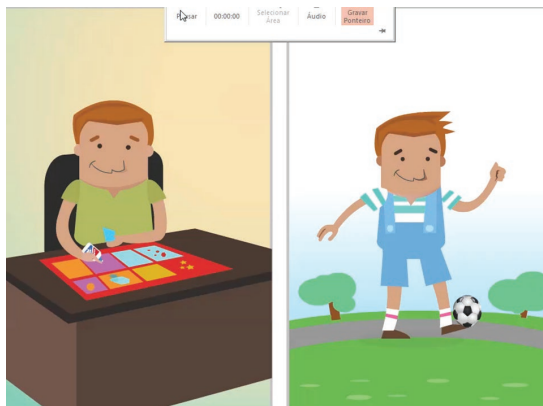 Pausar
00:00:00
Selecionar
Área
Áudio
Gravar
Ponteiro